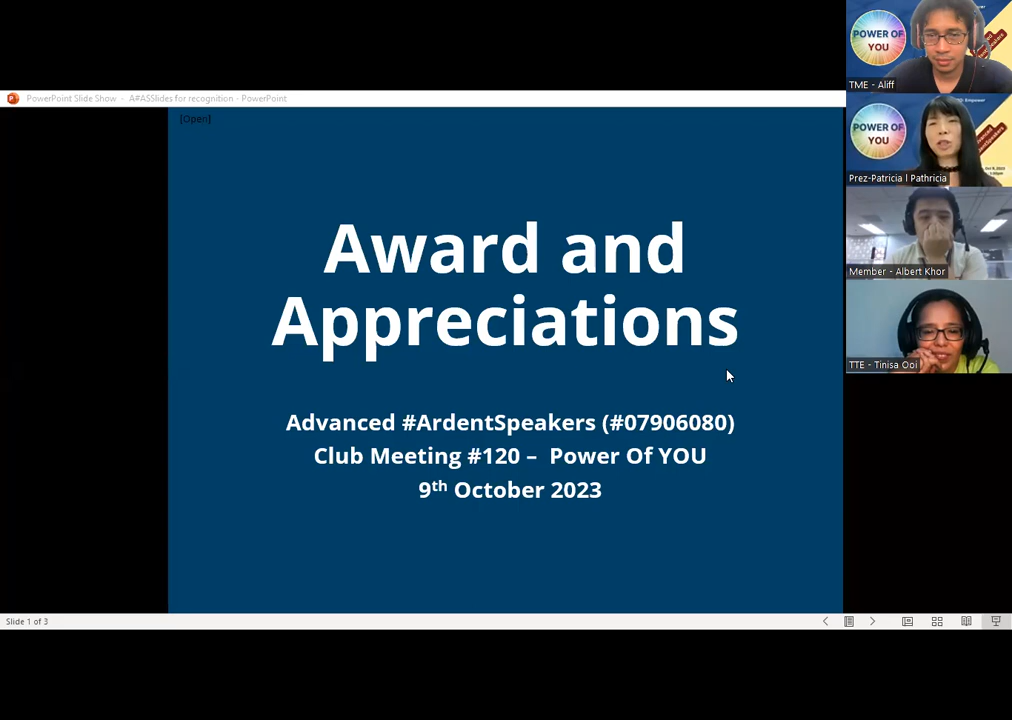 PowerPoint Slide Show - A#ASSlides for recognition - PowerPoint
[Open]
Award and
Appreciations
Advanced #ArdentSpeakers (#07906080)
Club Meeting #120 – Power Of YOU
9th October 2023
Slide 1 of 3
POWER OF
YOU
TME - Aliff
POWER OF
YOU
Prez-Patricia l Pathricia
Member - Albert Khor
TTE - Tinisa Ooi